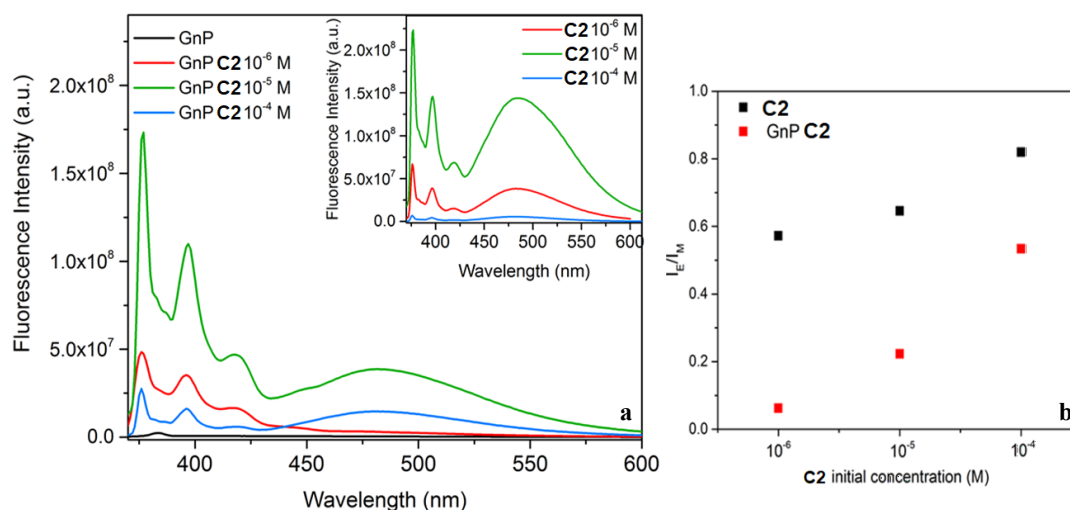 GnP
GnP C2 10⁻⁶ M
GnP C2 10⁻⁵ M
GnP C2 10⁻⁴ M
2.0x10⁸
1.5x10⁸
1.0x10⁸
5.0x10⁷
0.0
Fluorescence Intensity (a.u.)
400
450
500
550
600
Wavelength (nm)
a
C2 10⁻⁶ M
C2 10⁻⁵ M
C2 10⁻⁴ M
2.0x10⁸
1.5x10⁸
1.0x10⁸
5.0x10⁷
0.0
Fluorescence Intensity (a.u.)
400 450 500 550 600
Wavelength (nm)
1.0
0.8
0.6
0.4
0.2
0.0
I_E/I_M
C2
GnP C2
10⁻⁶ 10⁻⁵ 10⁻⁴
C2 initial concentration (M)
b